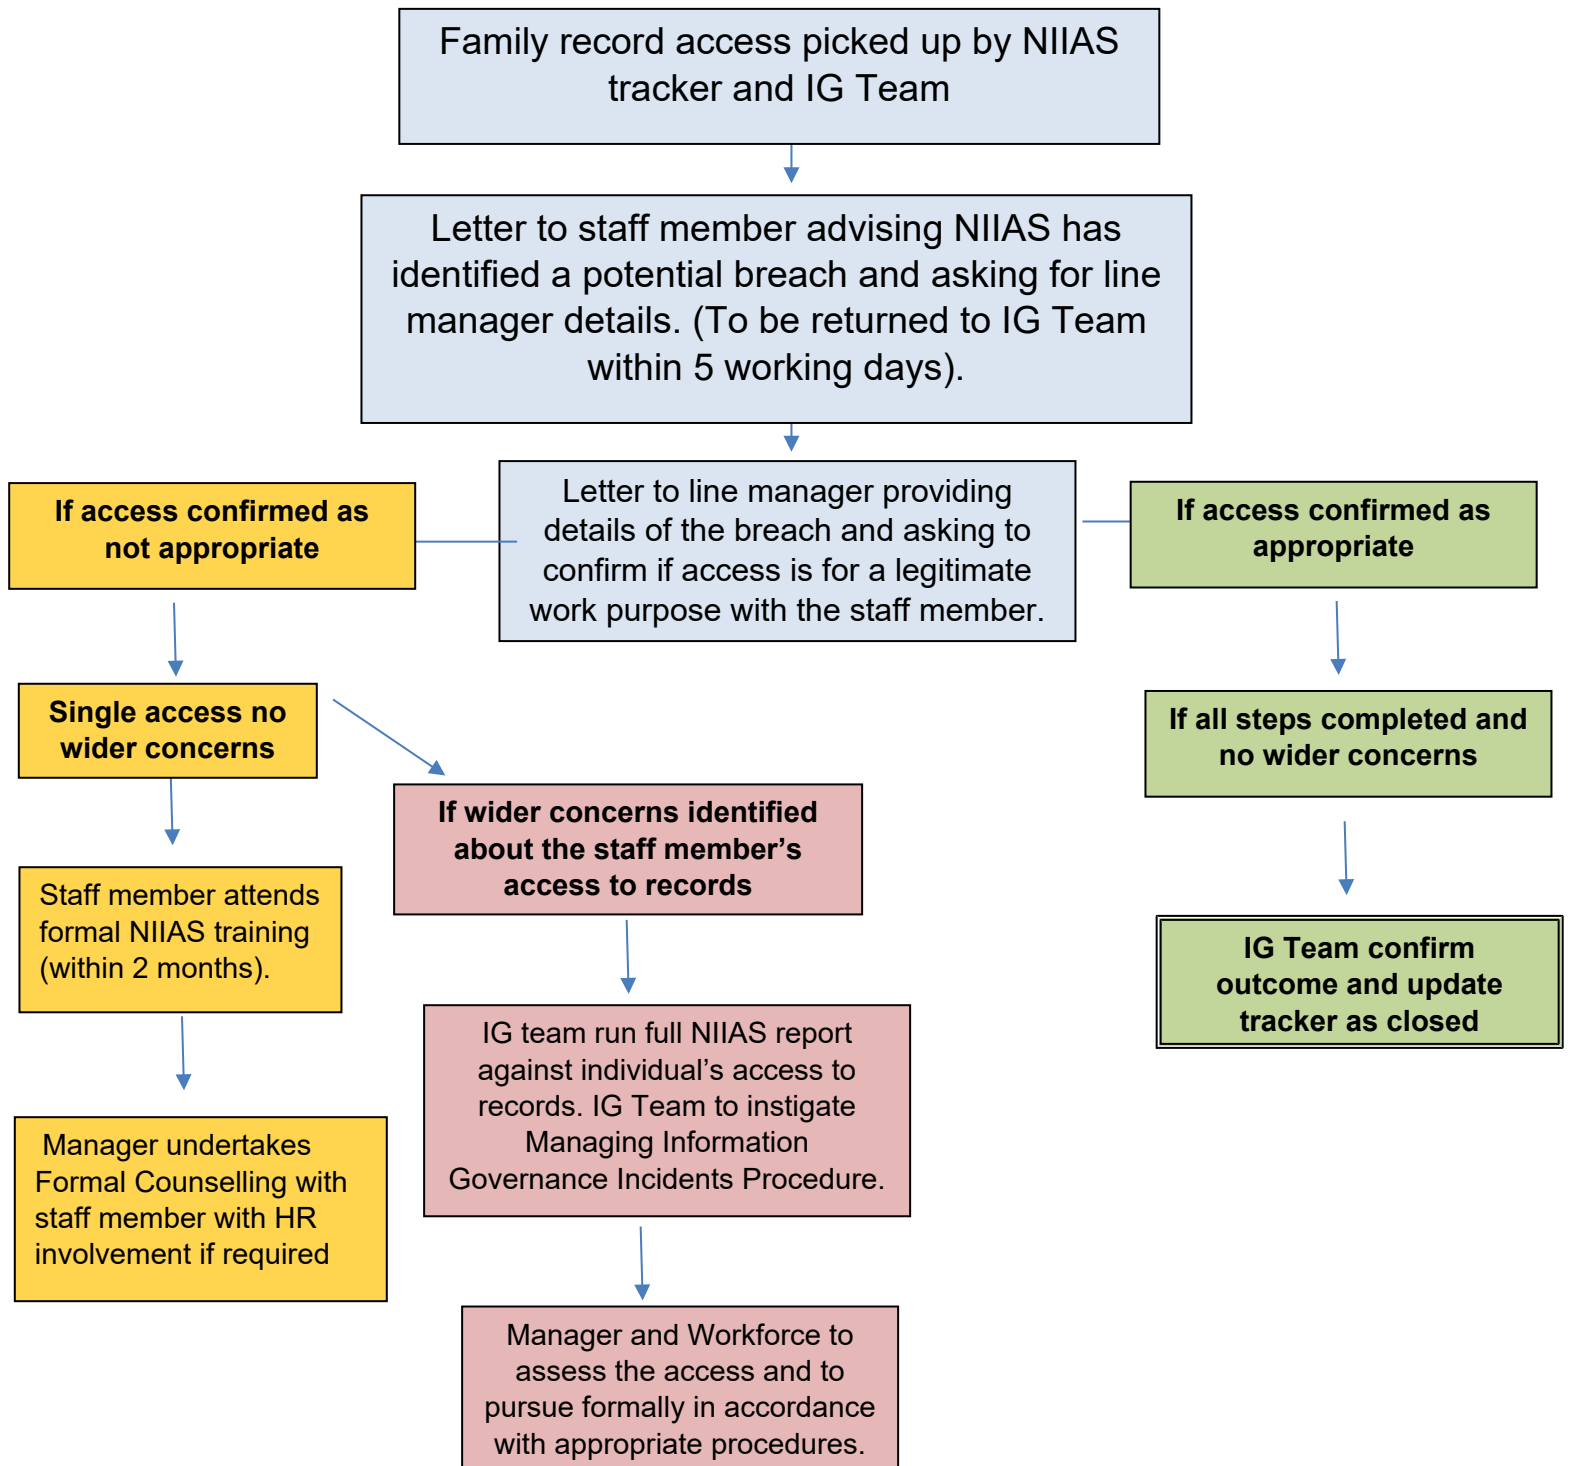 Family record access picked up by NIIAS
tracker and IG Team
Letter to staff member advising NIIAS has
identified a potential breach and asking for line
manager details. (To be returned to IG Team
within 5 working days).
Letter to line manager providing
details of the breach and asking to
confirm if access is for a legitimate
work purpose with the staff member.
If access confirmed as
not appropriate
If access confirmed as
appropriate
Single access no
wider concerns
If all steps completed and
no wider concerns
If wider concerns identified
about the staff member’s
access to records
Staff member attends
formal NIIAS training
(within 2 months).
IG Team confirm
outcome and update
tracker as closed
IG team run full NIIAS report
against individual’s access to
records. IG Team to instigate
Managing Information
Governance Incidents Procedure.
Manager undertakes
Formal Counselling with
staff member with HR
involvement if required
Manager and Workforce to
assess the access and to
pursue formally in accordance
with appropriate procedures.